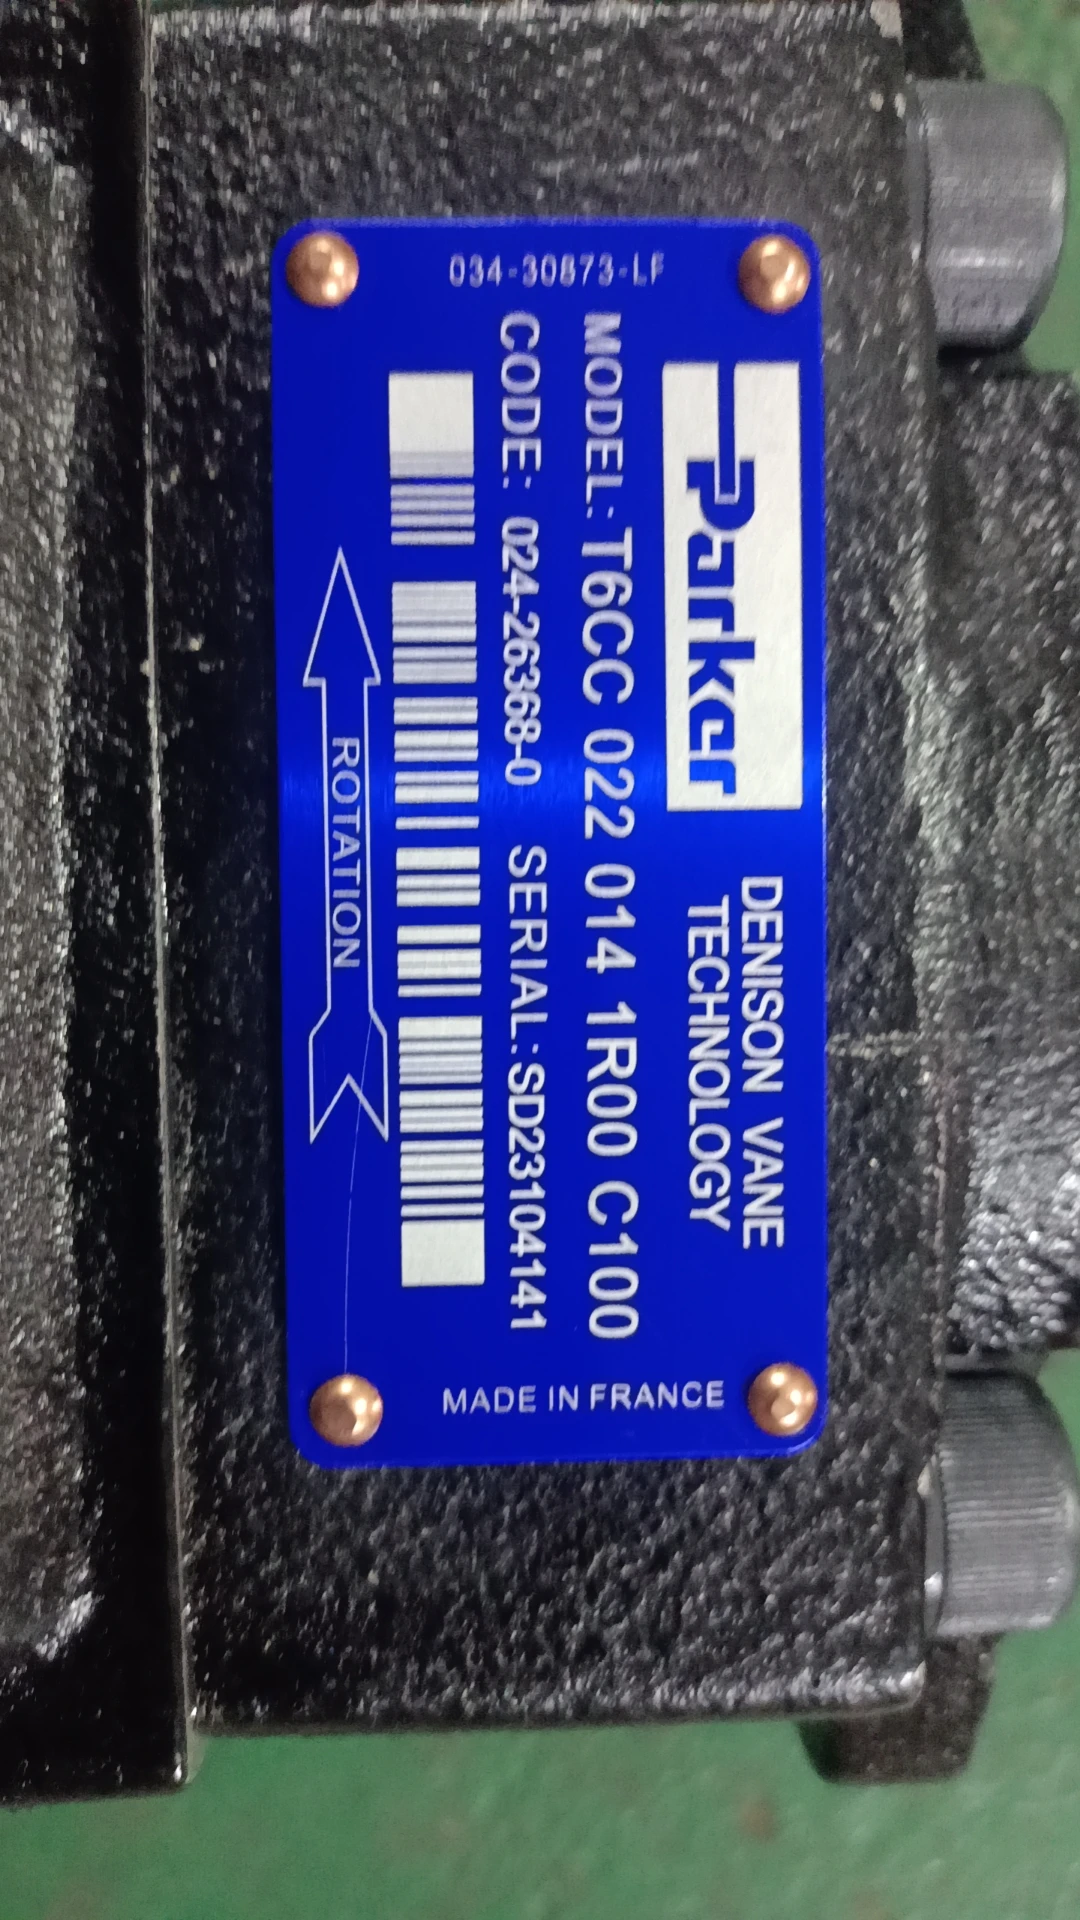 Parker
DENISON VANE
TECHNOLOGY
MODEL: T6CC 022 014 1R00 C100
CODE: 024-26368-0 SERIAL: SD23104141
ROTATION
034-30873-LF
MADE IN FRANCE